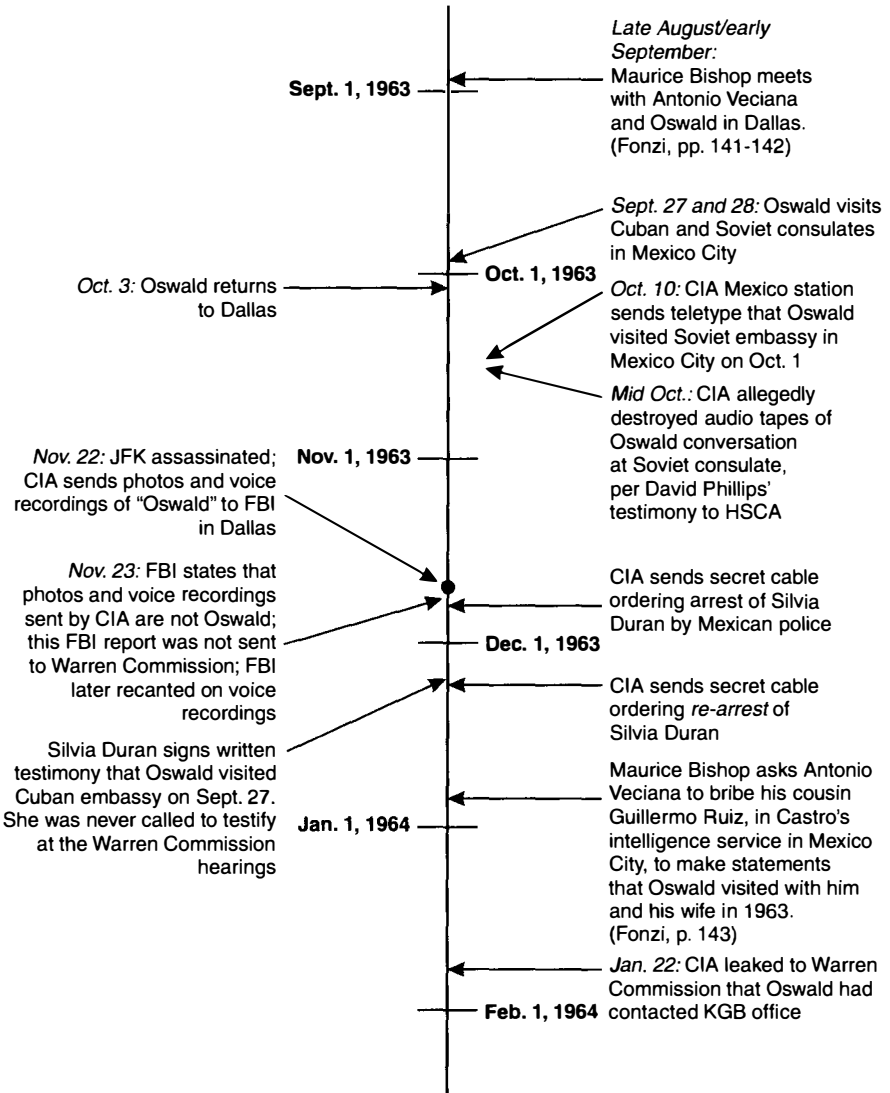 Late August/early
September:
Maurice Bishop meets
with Antonio Veciana
and Oswald in Dallas.
(Fonzi, pp. 141-142)
Sept. 1, 1963
Sept. 27 and 28: Oswald visits
Cuban and Soviet consulates
in Mexico City
Oct. 1, 1963
Oct. 3: Oswald returns
to Dallas
Oct. 10: CIA Mexico station
sends teletype that Oswald
visited Soviet embassy in
Mexico City on Oct. 1
Mid Oct.: CIA allegedly
destroyed audio tapes of
Oswald conversation
at Soviet consulate,
per David Phillips'
testimony to HSCA
Nov. 1, 1963
Nov. 22: JFK assassinated;
CIA sends photos and voice
recordings of "Oswald" to FBI
in Dallas
Nov. 23: FBI states that
photos and voice recordings
sent by CIA are not Oswald;
this FBI report was not sent
to Warren Commission; FBI
later recanted on voice
recordings
CIA sends secret cable
ordering arrest of Silvia
Duran by Mexican police
Dec. 1, 1963
CIA sends secret cable
ordering re-arrest of
Silvia Duran
Silvia Duran signs written
testimony that Oswald visited
Cuban embassy on Sept. 27.
She was never called to testify
at the Warren Commission
hearings
Maurice Bishop asks Antonio
Veciana to bribe his cousin
Guillermo Ruiz, in Castro's
intelligence service in Mexico
City, to make statements
that Oswald visited with him
and his wife in 1963.
(Fonzi, p. 143)
Jan. 1, 1964
Jan. 22: CIA leaked to Warren
Commission that Oswald had
contacted KGB office
Feb. 1, 1964